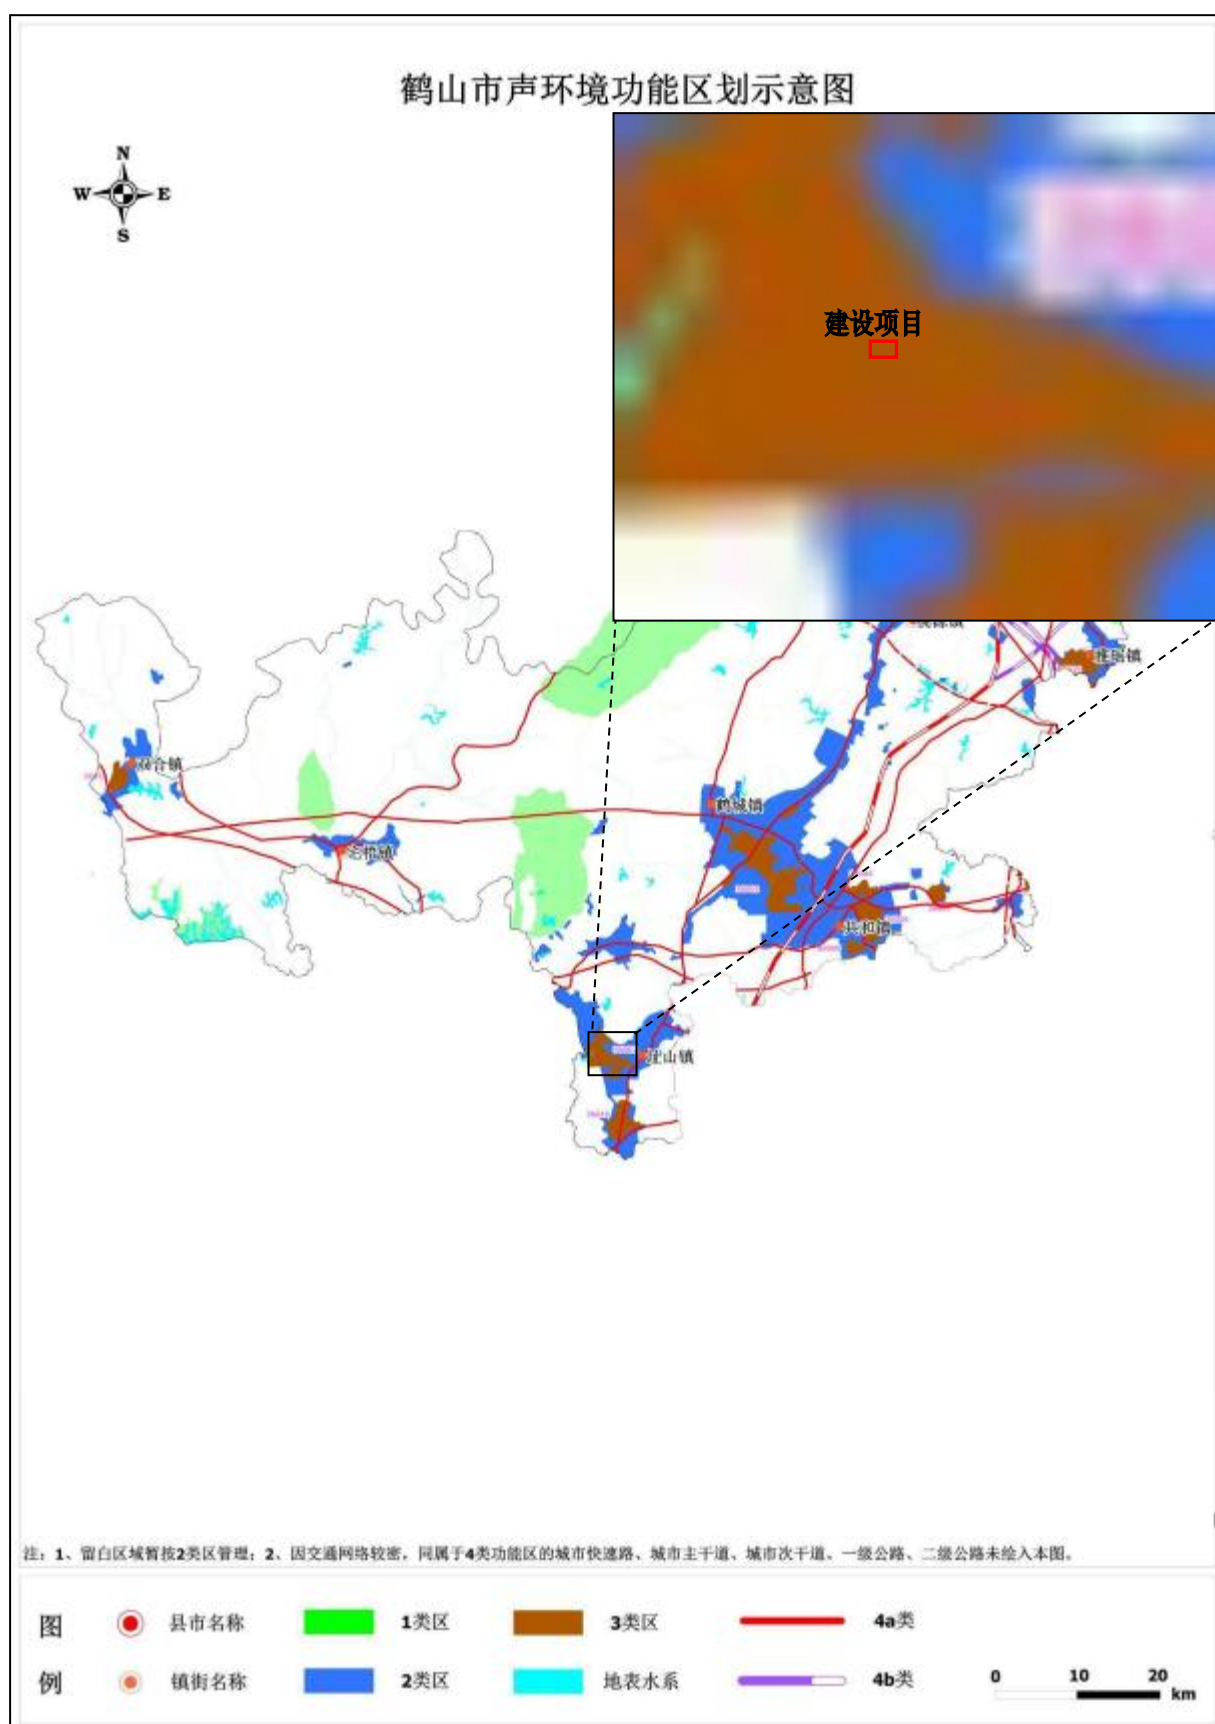 鹤山市声环境功能区划示意图
N
W E
S
建设项目
雅瑶镇
双合镇
鹤城镇
宅梧镇
共和镇
址山镇
注：1、留白区域暂按2类区管理；2、因交通网络较密，同属于4类功能区的城市快速路、城市主干道、城市次干道、一级公路、二级公路未绘入本图。
图 县市名称 1类区 3类区 4a类
例 镇街名称 2类区 地表水系 4b类
0 10 20
km